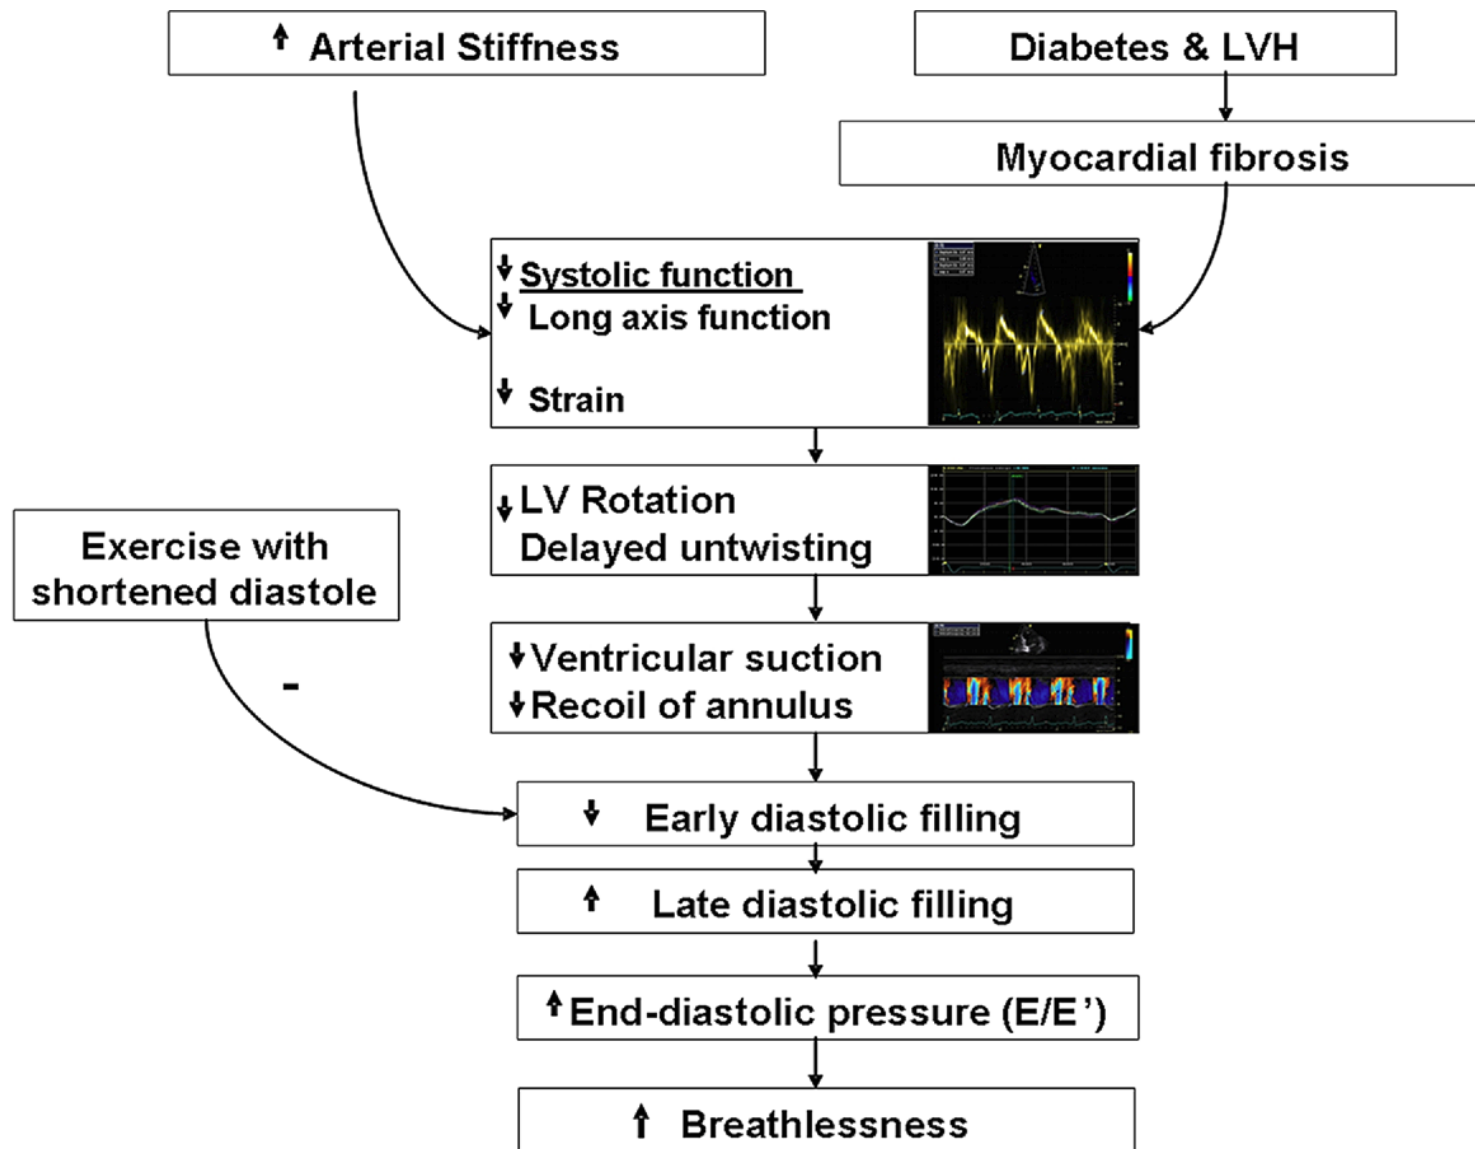 ↑ Arterial Stiffness
Diabetes & LVH
Myocardial fibrosis
↓ Systolic function
↓ Long axis function
↓ Strain
↓ LV Rotation
Delayed untwisting
Exercise with
shortened diastole
-
↓ Ventricular suction
↓ Recoil of annulus
↓ Early diastolic filling
↑ Late diastolic filling
↑ End-diastolic pressure (E/E’)
↑ Breathlessness